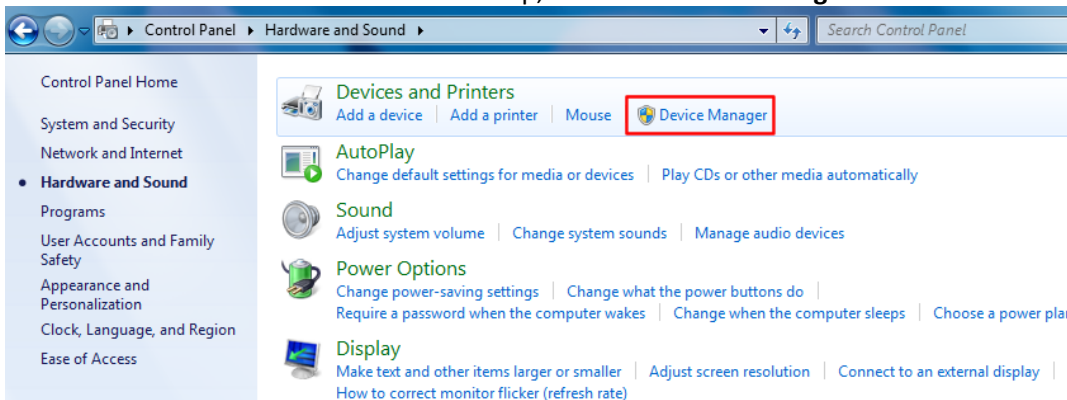 Control Panel Hardware and Sound Search Control Panel
Control Panel Home
System and Security
Network and Internet
Hardware and Sound
Programs
User Accounts and Family
Safety
Appearance and
Personalization
Clock, Language, and Region
Ease of Access
Devices and Printers
Add a device Add a printer Mouse Device Manager
AutoPlay
Change default settings for media or devices Play CDs or other media automatically
Sound
Adjust system volume Change system sounds Manage audio devices
Power Options
Change power-saving settings Change what the power buttons do
Require a password when the computer wakes Change when the computer sleeps Choose a power plan
Display
Make text and other items larger or smaller Adjust screen resolution Connect to an external display
How to correct monitor flicker (refresh rate)